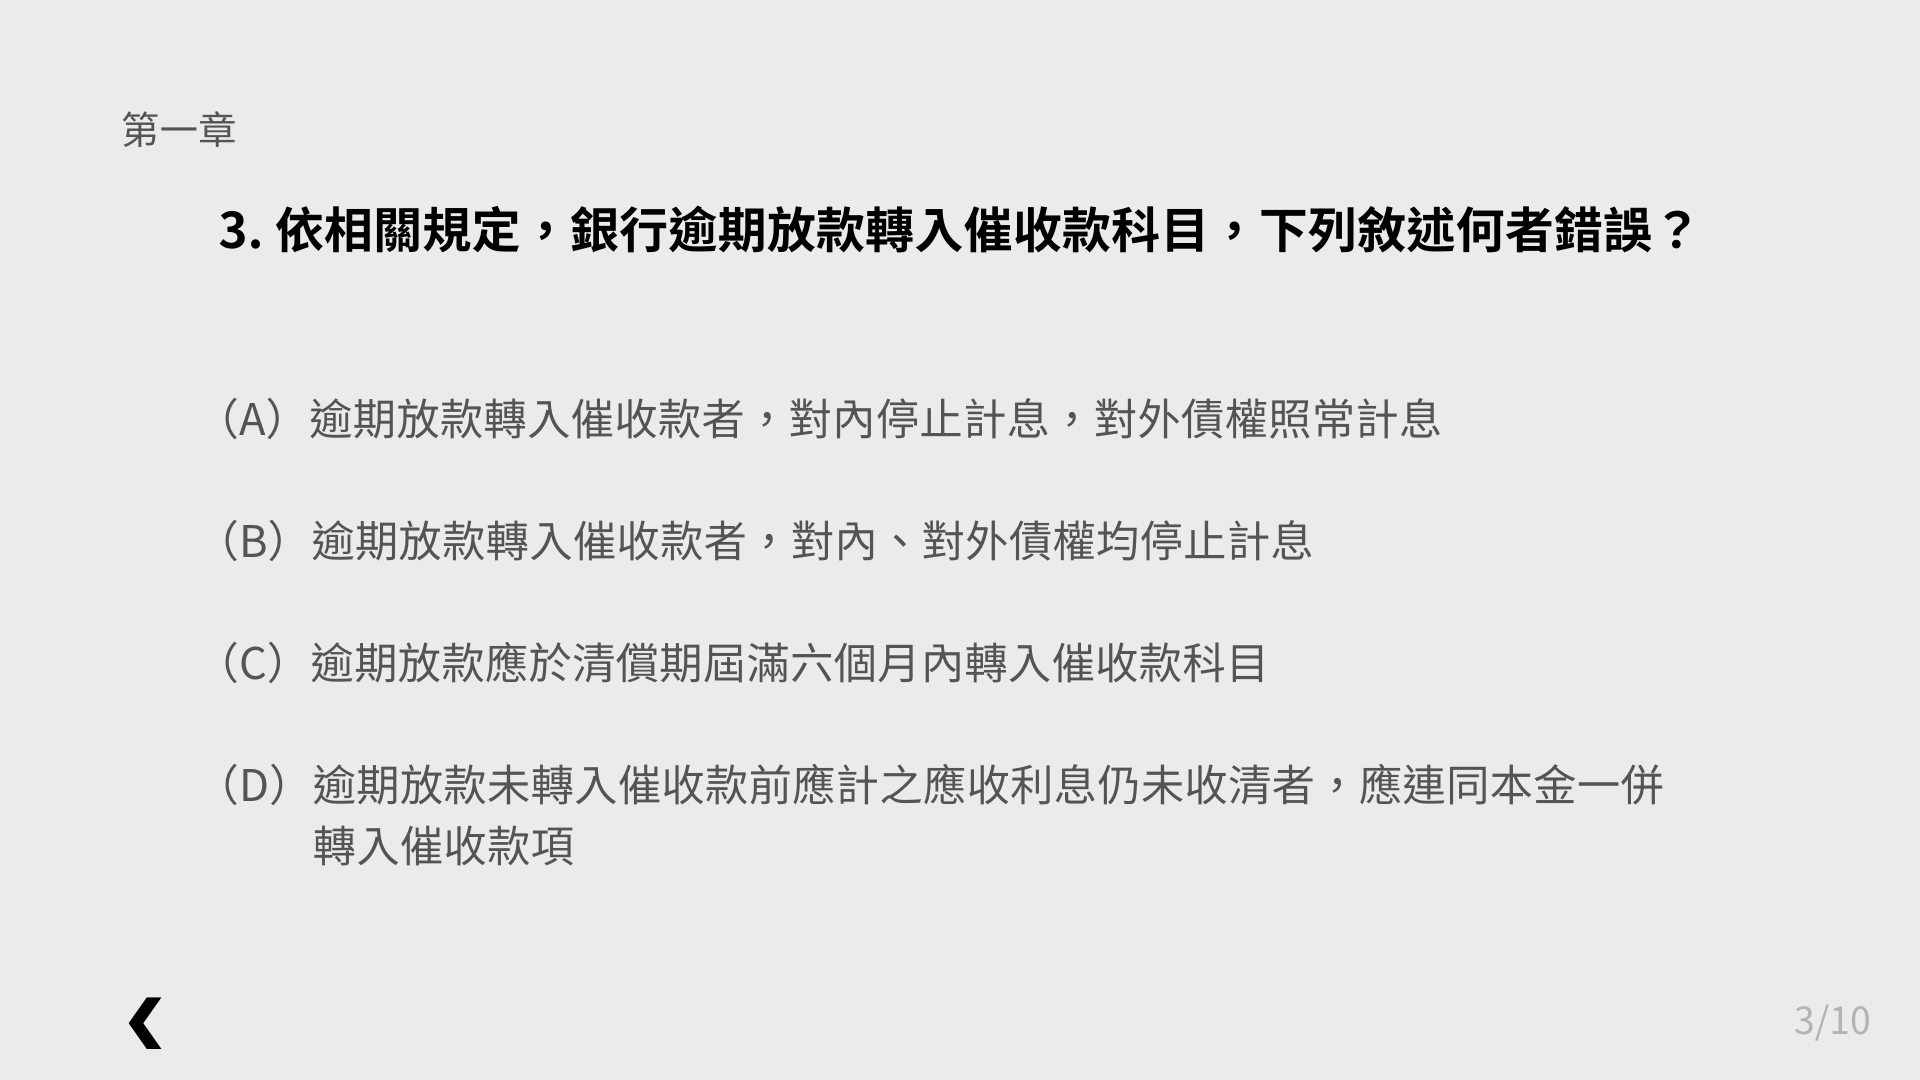 第一章
3. 依相關規定，銀行逾期放款轉入催收款科目，下列敘述何者錯誤？
（A）逾期放款轉入催收款者，對內停止計息，對外債權照常計息
（B）逾期放款轉入催收款者，對內、對外債權均停止計息
（C）逾期放款應於清償期屆滿六個月內轉入催收款科目
（D）逾期放款未轉入催收款前應計之應收利息仍未收清者，應連同本金一併
轉入催收款項
3/10